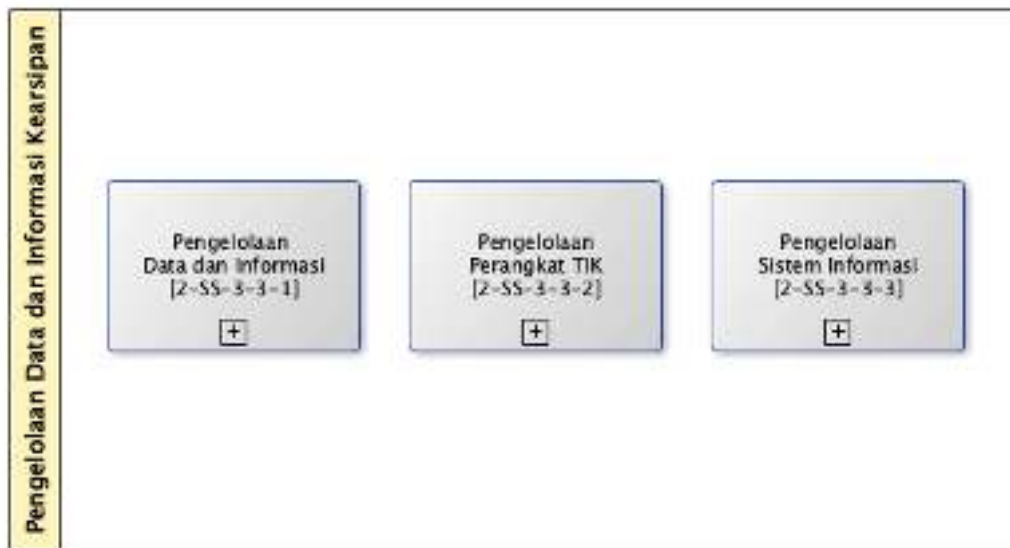 Pengelolaan Data dan Informasi Kearsipan
Pengelolaan
Data dan Informasi
[2-SS-3-3-1]
Pengelolaan
Perangkat TIK
[2-SS-3-3-2]
Pengelolaan
Sistem Informasi
[2-SS-3-3-3]